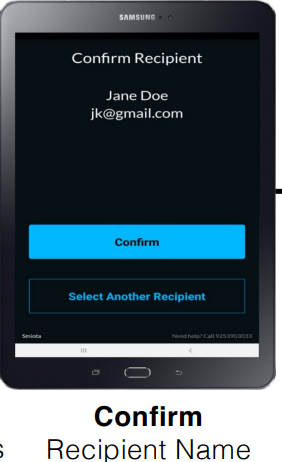 SAMSUNG
Confirm Recipient
Jane Doe
jk@gmail.com
Confirm
Select Another Recipient
Smiota
Need help? Call 9253903033
Confirm
s
Recipient Name